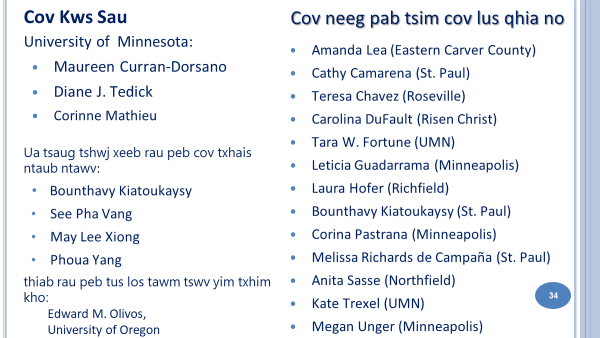 Cov Kws Sau
University of Minnesota:
Maureen Curran-Dorsano
Diane J. Tedick
Corinne Mathieu
Ua tsaug tshwj xeeb rau peb cov txhais
ntaub ntawv:
Bounthavy Kiatoukaysy
See Pha Vang
May Lee Xiong
Phoua Yang
thiab rau peb tus los tawm tswv yim txhim
kho:
Edward M. Olivos,
University of Oregon
Cov neeg pab tsim cov lus qhia no
Amanda Lea (Eastern Carver County)
Cathy Camarena (St. Paul)
Teresa Chavez (Roseville)
Carolina DuFault (Risen Christ)
Tara W. Fortune (UMN)
Leticia Guadarrama (Minneapolis)
Laura Hofer (Richfield)
Bounthavy Kiatoukaysy (St. Paul)
Corina Pastrana (Minneapolis)
Melissa Richards de Campaña (St. Paul)
Anita Sasse (Northfield)
Kate Trexel (UMN)
Megan Unger (Minneapolis)
34